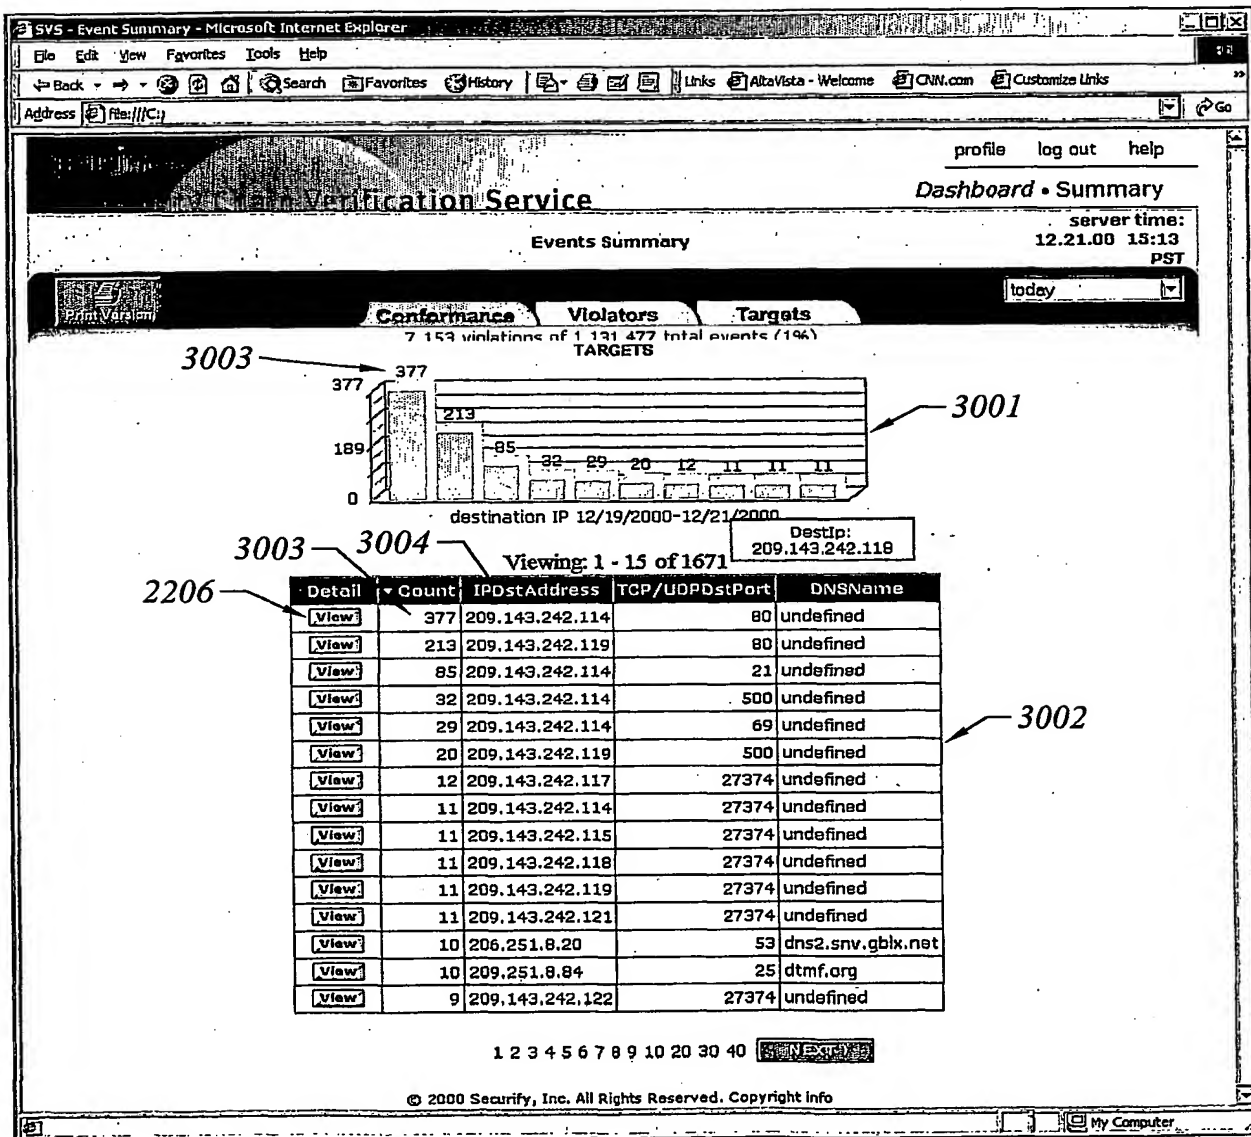 SVS - Event Summary - Microsoft Internet Explorer
File Edit View Favorites Tools Help
Back Search Favorites History Links AltaVista - Welcome CNN.com Customize Links
Address file:///C:/ Go
profile log out help
Chain Verification Service
Dashboard • Summary
Events Summary
server time:
12.21.00 15:13
PST
Print Version
today
Conformance Violators Targets
7 153 violations of 1 131 477 total events (1%)
TARGETS
3003
377
377
213
3001
189
85
32 29 20 12 11 11 11
0
destination IP 12/19/2000-12/21/2000
DestIp:
209.143.242.118
3003 3004
Viewing: 1 - 15 of 1671
2206
Detail Count IPDstAddress TCP/UDPDstPort DNSName
View 377 209.143.242.114 80 undefined
View 213 209.143.242.119 80 undefined
View 85 209.143.242.114 21 undefined
View 32 209.143.242.114 500 undefined
3002
View 29 209.143.242.114 69 undefined
View 20 209.143.242.119 500 undefined
View 12 209.143.242.117 27374 undefined
View 11 209.143.242.114 27374 undefined
View 11 209.143.242.115 27374 undefined
View 11 209.143.242.118 27374 undefined
View 11 209.143.242.119 27374 undefined
View 11 209.143.242.121 27374 undefined
View 10 206.251.8.20 53 dns2.snv.gblx.net
View 10 209.251.8.84 25 dtmf.org
View 9 209.143.242.122 27374 undefined
1 2 3 4 5 6 7 8 9 10 20 30 40 NEXT
© 2000 Securify, Inc. All Rights Reserved. Copyright info
My Computer